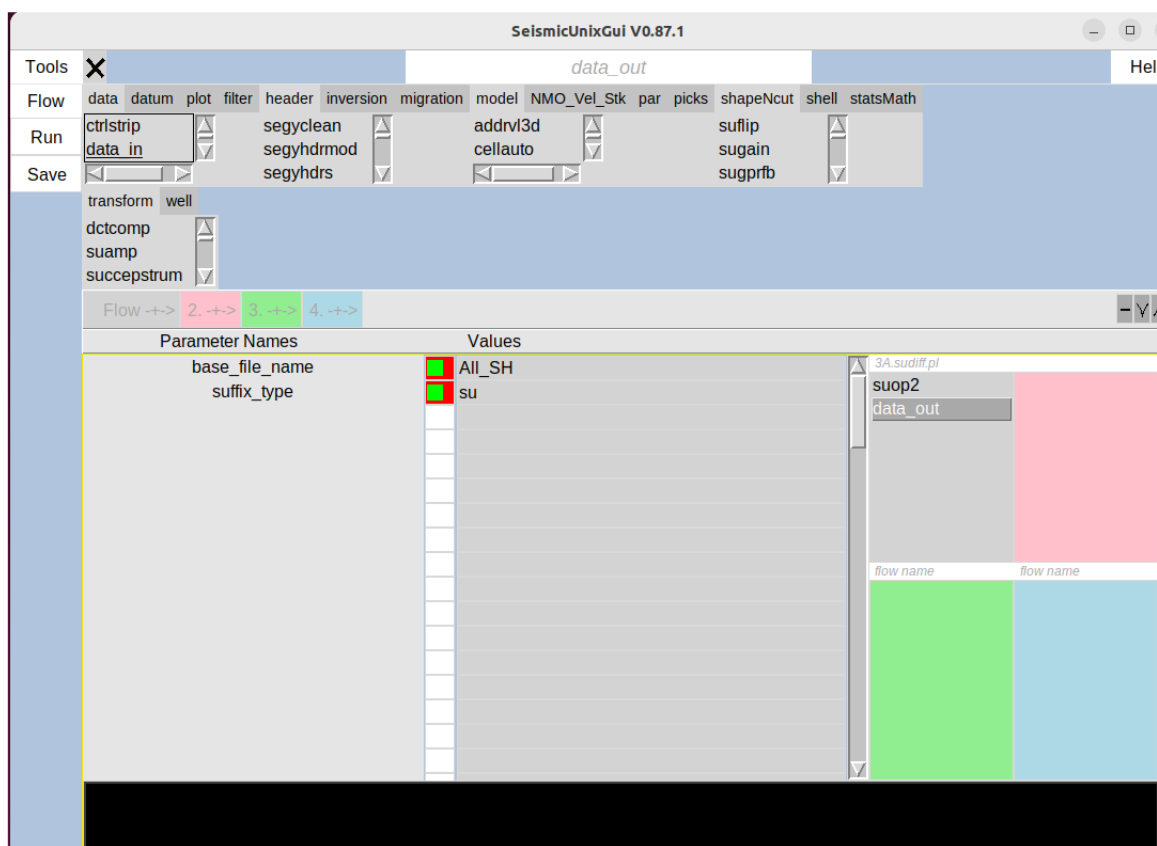 SeismicUnixGui V0.87.1
Tools data_out Hel
Flow data datum plot filter header inversion migration model NMO_Vel_Stk par picks shapeNcut shell statsMath
Run
Save
ctrlstrip segyclean addrvl3d suflip
data_in segyhdrmod cellauto sugain
segyhdrs sugprfb
transform well
dctcomp
suamp
succepstrum
Flow -+-> 2. -+-> 3. -+-> 4. -+->
Parameter Names Values
base_file_name All_SH 3A.sudiff.pl
suffix_type su suop2
data_out
flow name flow name